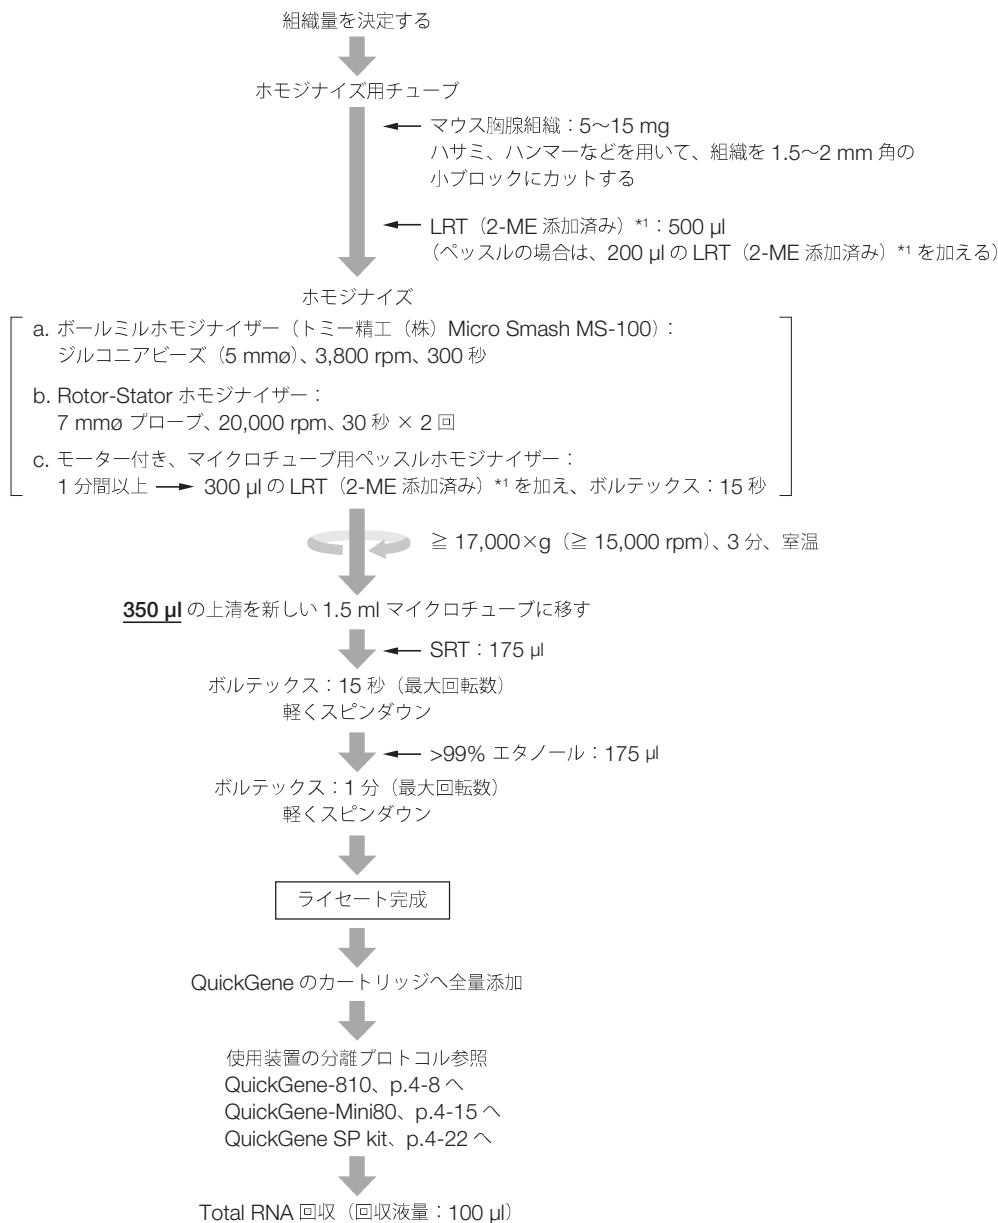 組織量を決定する
ホモジナイズ用チューブ
マウス胸腺組織：5～15 mg
ハサミ、ハンマーなどを用いて、組織を 1.5～2 mm 角の
小ブロックにカットする
LRT（2-ME 添加済み）*1：500 µl
（ペッスルの場合は、200 µl の LRT（2-ME 添加済み）*1 を加える）
ホモジナイズ
a. ボールミルホモジナイザー（トミー精工（株）Micro Smash MS-100）：
ジルコニアビーズ（5 mmø）、3,800 rpm、300 秒
b. Rotor-Stator ホモジナイザー：
7 mmø プローブ、20,000 rpm、30 秒 × 2 回
c. モーター付き、マイクロチューブ用ペッスルホモジナイザー：
1 分間以上 → 300 µl の LRT（2-ME 添加済み）*1 を加え、ボルテックス：15 秒
≧ 17,000×g（≧ 15,000 rpm）、3 分、室温
350 µl の上清を新しい 1.5 ml マイクロチューブに移す
SRT：175 µl
ボルテックス：15 秒（最大回転数）
軽くスピンダウン
>99% エタノール：175 µl
ボルテックス：1 分（最大回転数）
軽くスピンダウン
ライセート完成
QuickGene のカートリッジへ全量添加
使用装置の分離プロトコル参照
QuickGene-810、p.4-8 へ
QuickGene-Mini80、p.4-15 へ
QuickGene SP kit、p.4-22 へ
Total RNA 回収（回収液量：100 µl）